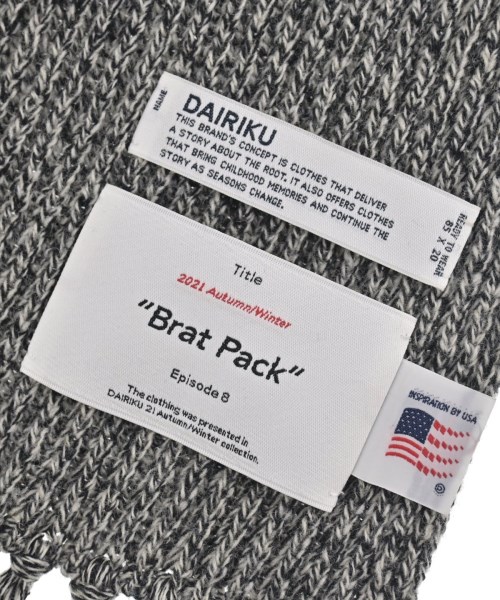 NAME
DAIRIKU
THIS BRAND'S CONCEPT IS CLOTHES THAT DELIVER
A STORY ABOUT THE ROOT. IT ALSO OFFERS CLOTHES
THAT BRING CHILDHOOD MEMORIES AND CONTINUE THE
STORY AS SEASONS CHANGE.
READY TO WEAR
85 X 20
Title
2021 Autumn/Winter
"Brat Pack"
Episode 8
The clothing was presented in
DAIRIKU 21 Autumn/Winter collection.
INSPIRATION BY USA